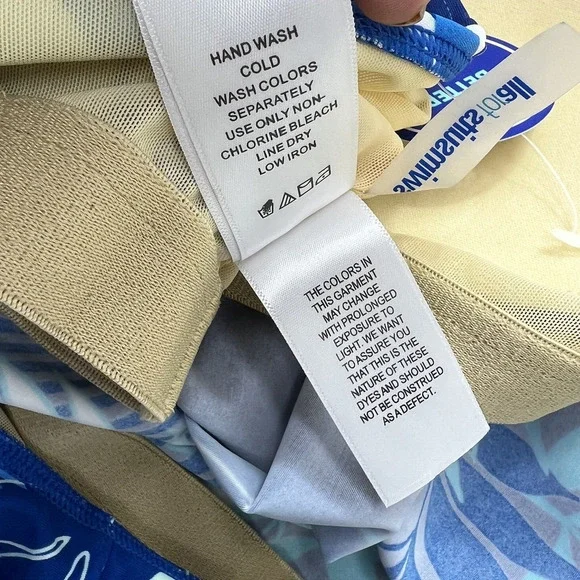 HAND WASH
COLD
WASH COLORS
SEPARATELY
USE ONLY NON-
CHLORINE BLEACH
LINE DRY
LOW IRON
THE COLORS IN
THIS GARMENT
MAY CHANGE
WITH PROLONGED
EXPOSURE TO
LIGHT. WE WANT
TO ASSURE YOU
THAT THIS IS THE
NATURE OF THESE
DYES AND SHOULD
NOT BE CONSTRUED
AS A DEFECT.
swimsuitsforall